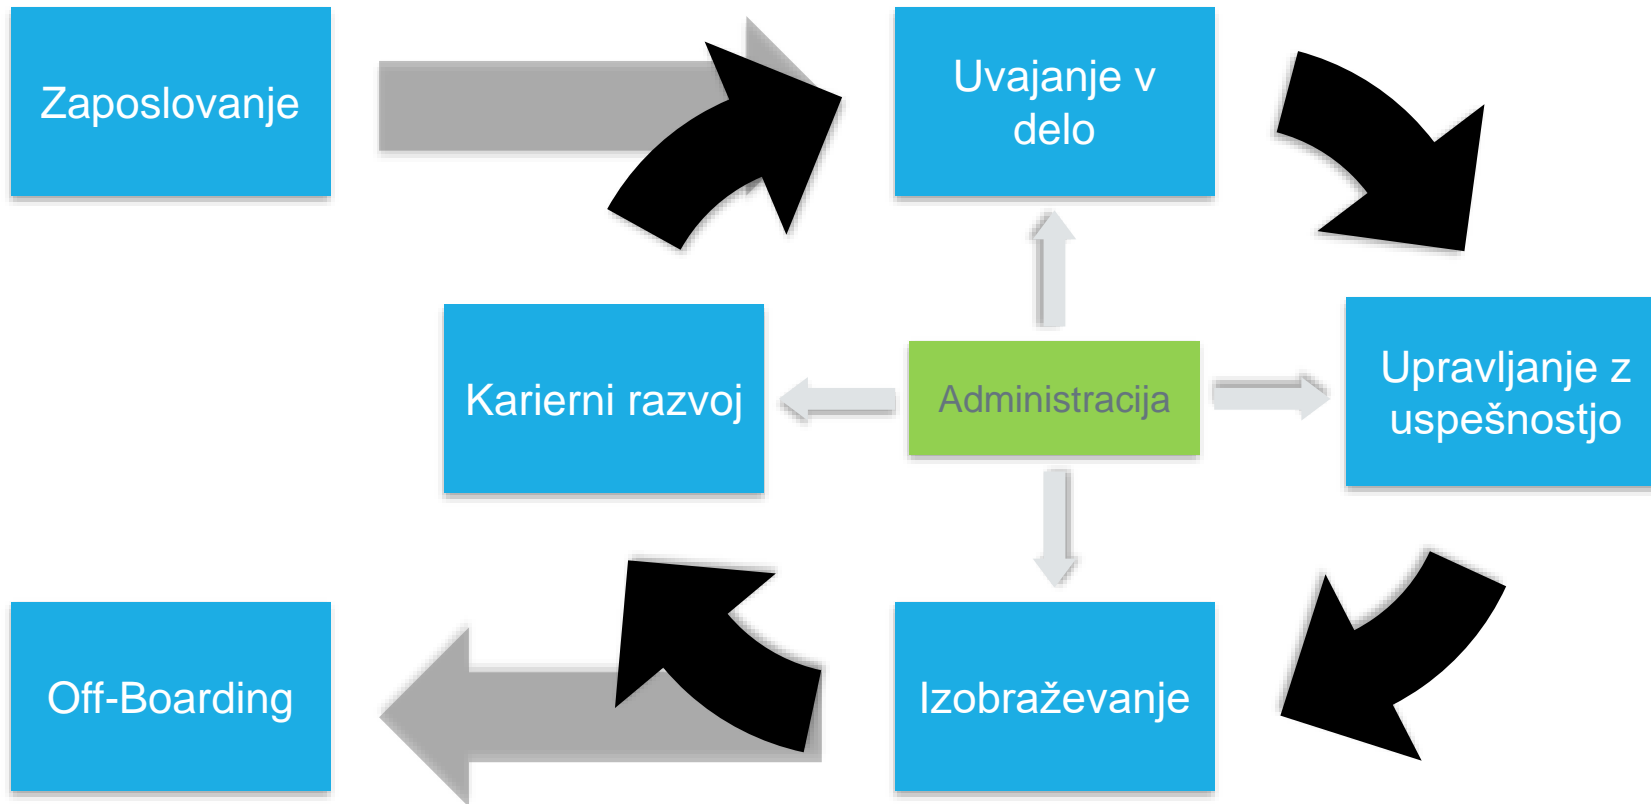 Zaposlovanje
Uvajanje v
delo
Karierni razvoj
Administracija
Upravljanje z
uspešnostjo
Off-Boarding
Izobraževanje